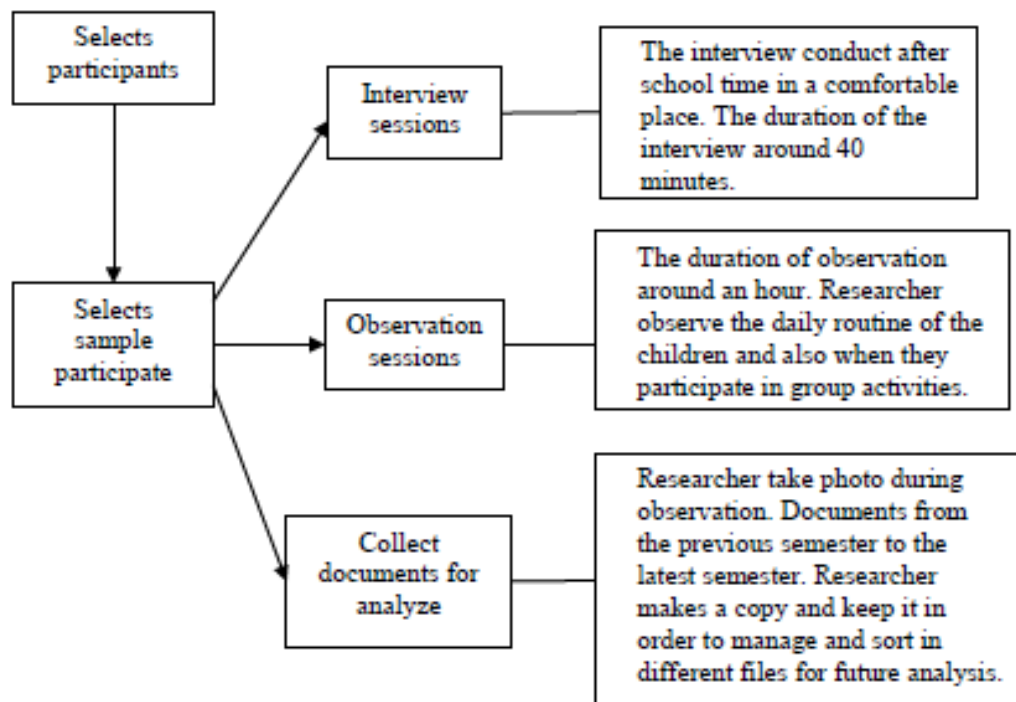 Selects
participants
Interview
sessions
The interview conduct after
school time in a comfortable
place. The duration of the
interview around 40
minutes.
Selects
sample
participate
Observation
sessions
The duration of observation
around an hour. Researcher
observe the daily routine of the
children and also when they
participate in group activities.
Collect
documents for
analyze
Researcher take photo during
observation. Documents from
the previous semester to the
latest semester. Researcher
makes a copy and keep it in
order to manage and sort in
different files for future analysis.